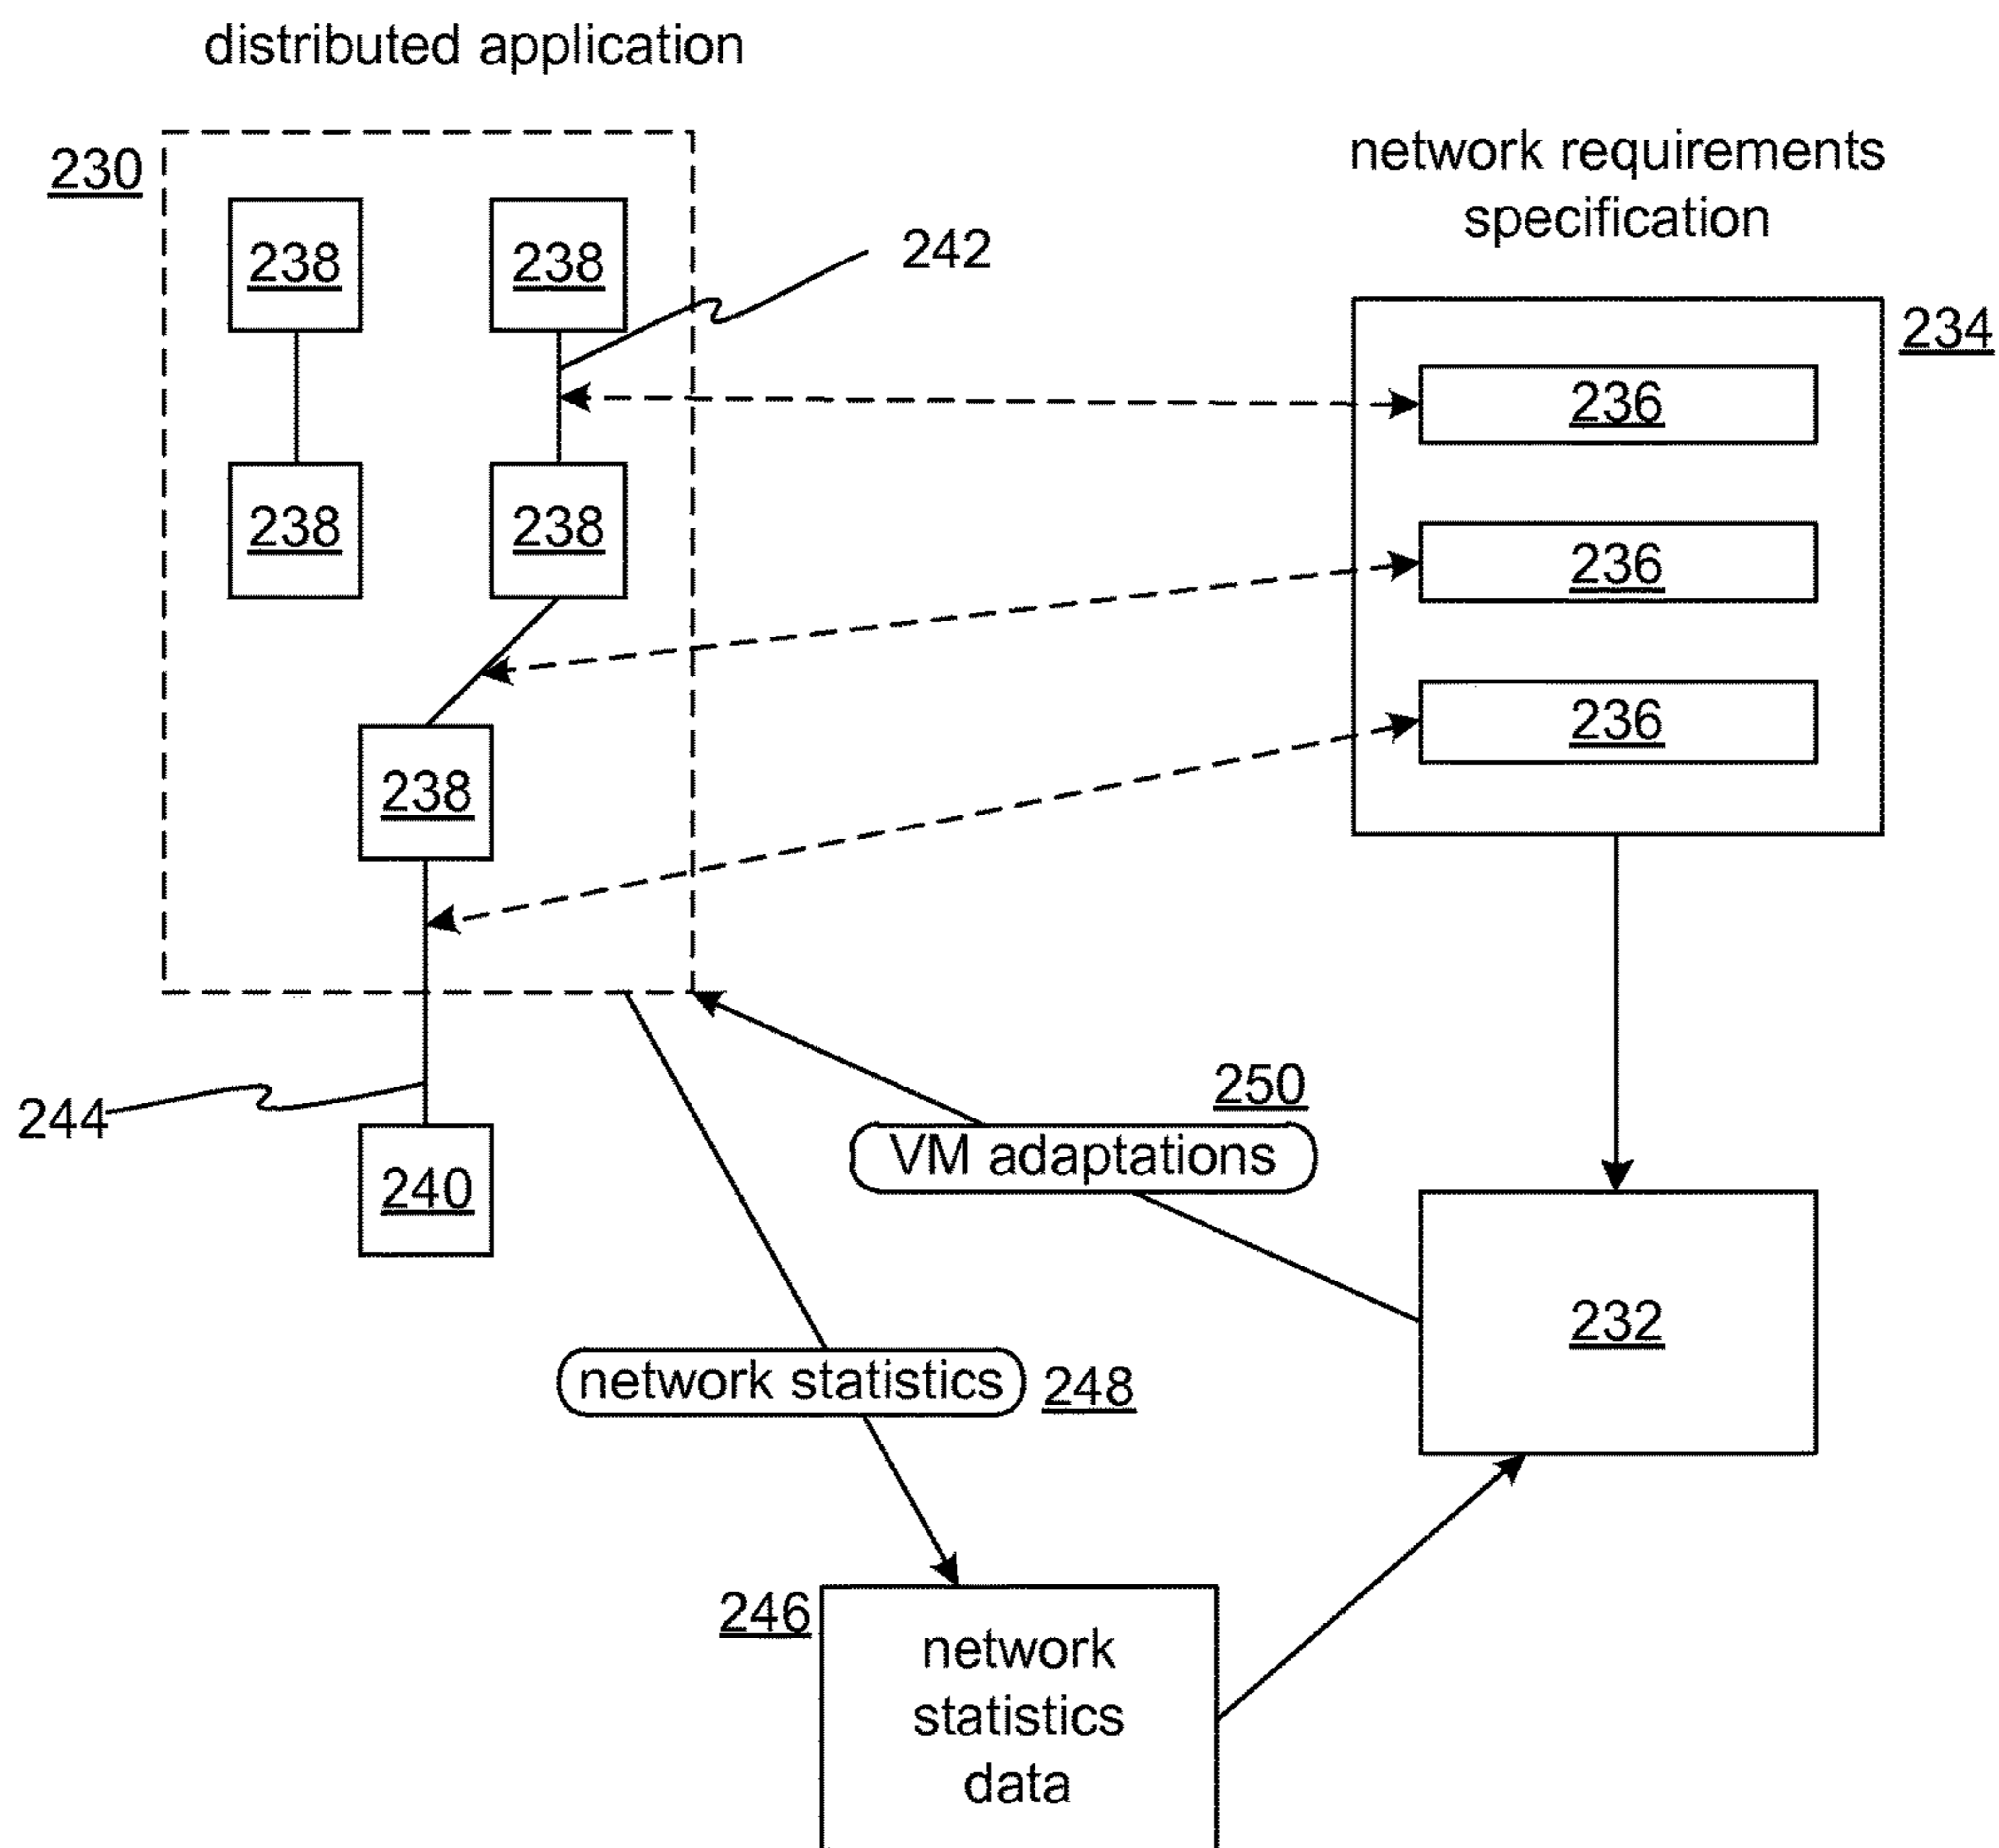 distributed application
230
network requirements
specification
238
238
242
234
236
238
238
236
236
238
244
250
VM adaptations
240
232
network statistics
248
246
network
statistics
data